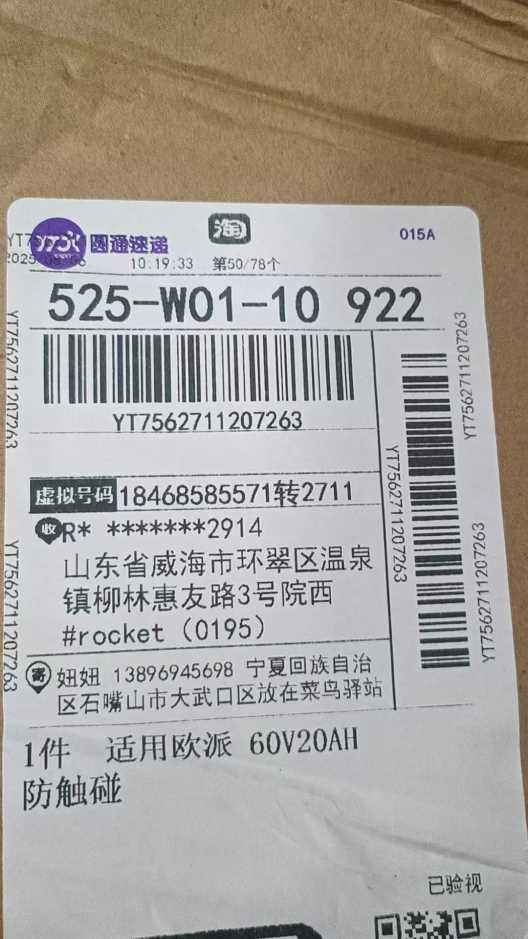 圆通速递
淘
015A
10:19:33 第50/78个
525-W01-10 922
YT7562711207263
YT7562711207263
YT7562711207263
YT7562711207263
YT7562711207263
YT7562711207263
虚拟号码 18468585571转2711
收 R* *******2914
山东省威海市环翠区温泉
镇柳林惠友路3号院西
#rocket (0195)
寄 妞妞 13896945698 宁夏回族自治
区石嘴山市大武口区放在菜鸟驿站
1件 适用欧派 60V20AH
防触碰
已验视